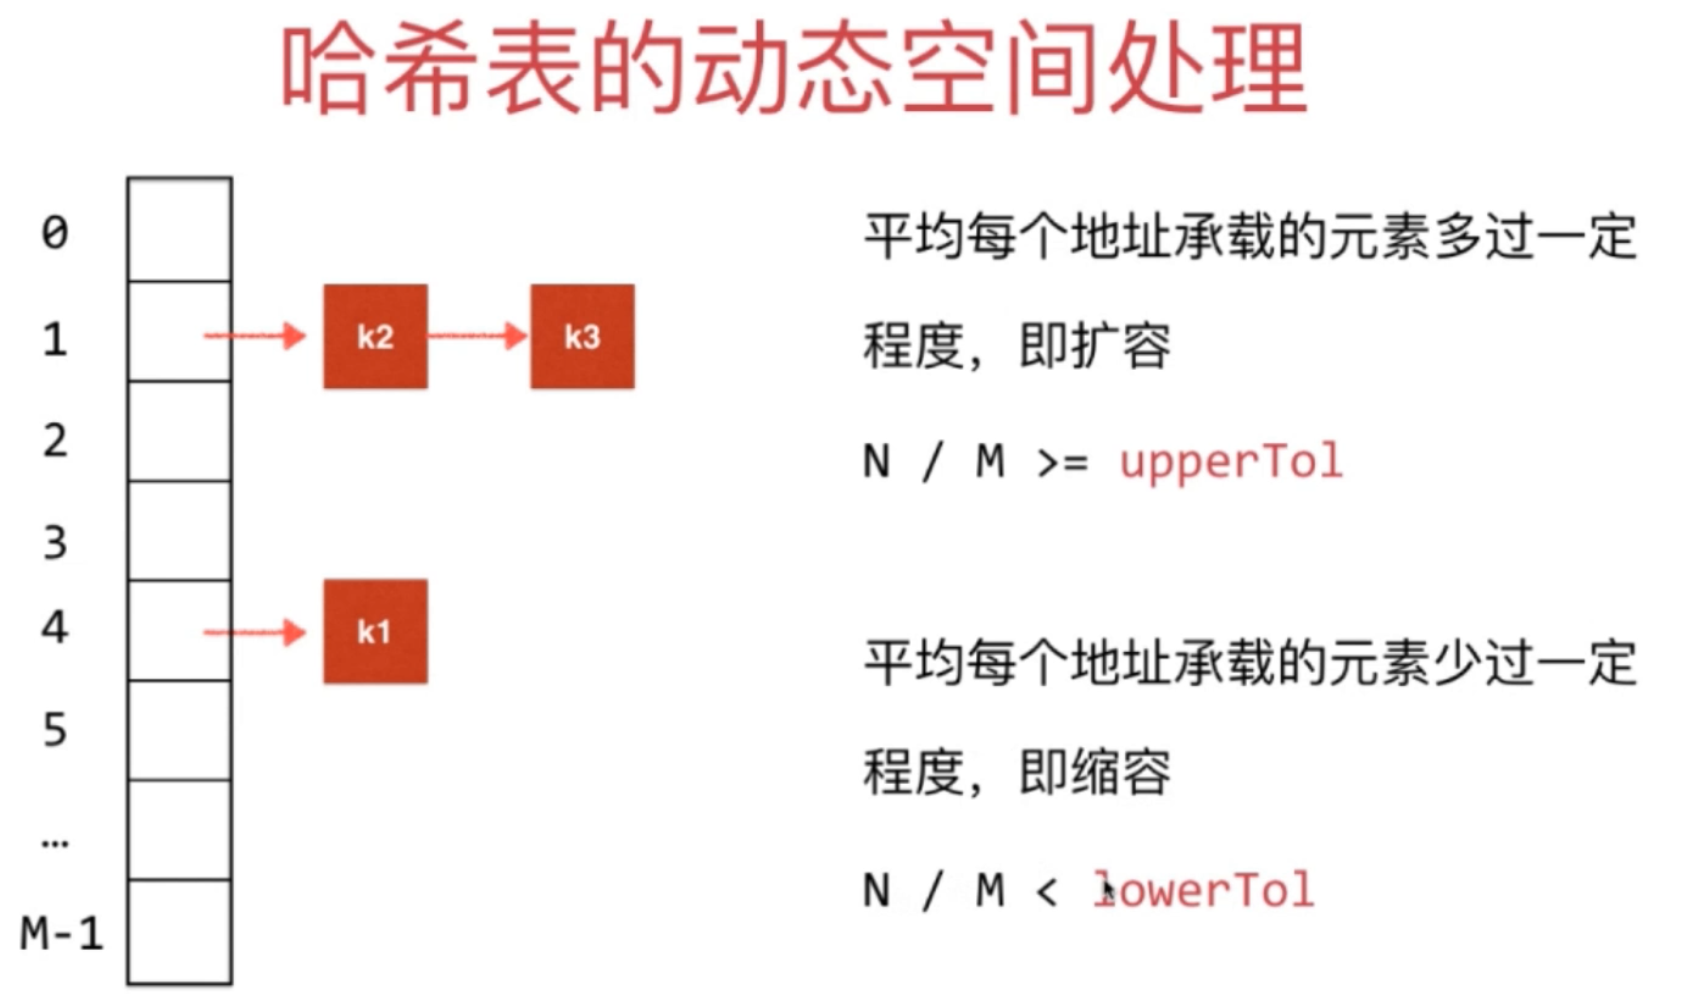 哈希表的动态空间处理
0
1
2
3
4
5
…
M-1
k2
k3
k1
平均每个地址承载的元素多过一定
程度，即扩容
N / M >= upperTol
平均每个地址承载的元素少过一定
程度，即缩容
N / M < lowerTol